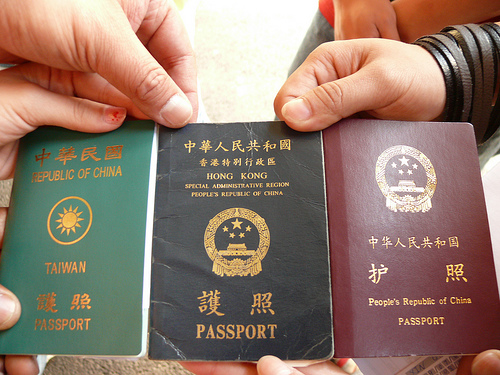 中華民國
REPUBLIC OF CHINA
TAIWAN
護照
PASSPORT
中華人民共和國
香港特別行政區
HONG KONG
SPECIAL ADMINISTRATIVE REGION
PEOPLE'S REPUBLIC OF CHINA
護照
PASSPORT
中华人民共和国
护照
People's Republic of China
PASSPORT